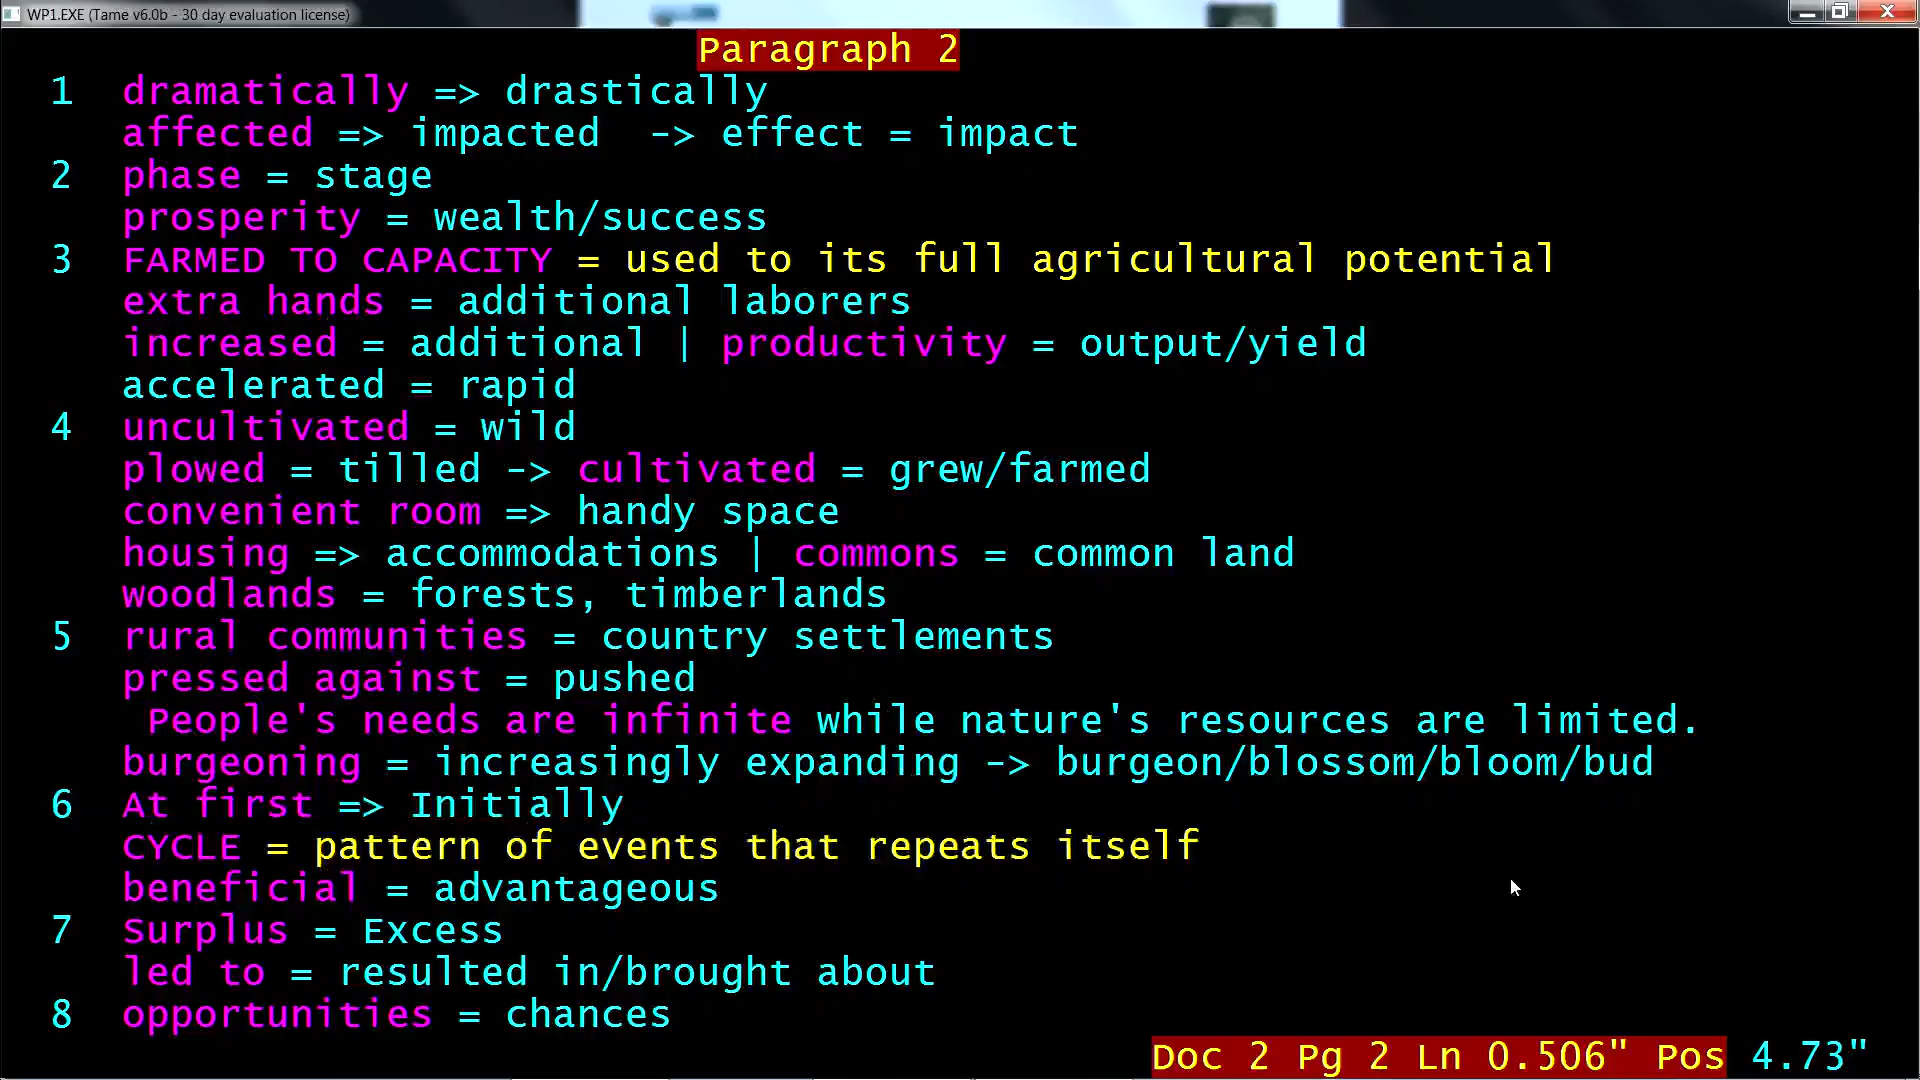 WP1.EXE (Tame v6.0b - 30 day evaluation license)
Paragraph 2
1 dramatically => drastically
affected => impacted -> effect = impact
2 phase = stage
prosperity = wealth/success
3 FARMED TO CAPACITY = used to its full agricultural potential
extra hands = additional laborers
increased = additional | productivity = output/yield
accelerated = rapid
4 uncultivated = wild
plowed = tilled -> cultivated = grew/farmed
convenient room => handy space
housing => accommodations | commons = common land
woodlands = forests, timberlands
5 rural communities = country settlements
pressed against = pushed
People's needs are infinite while nature's resources are limited.
burgeoning = increasingly expanding -> burgeon/blossom/bloom/bud
6 At first => Initially
CYCLE = pattern of events that repeats itself
beneficial = advantageous
7 Surplus = Excess
led to = resulted in/brought about
8 opportunities = chances
Doc 2 Pg 2 Ln 0.506" Pos 4.73"